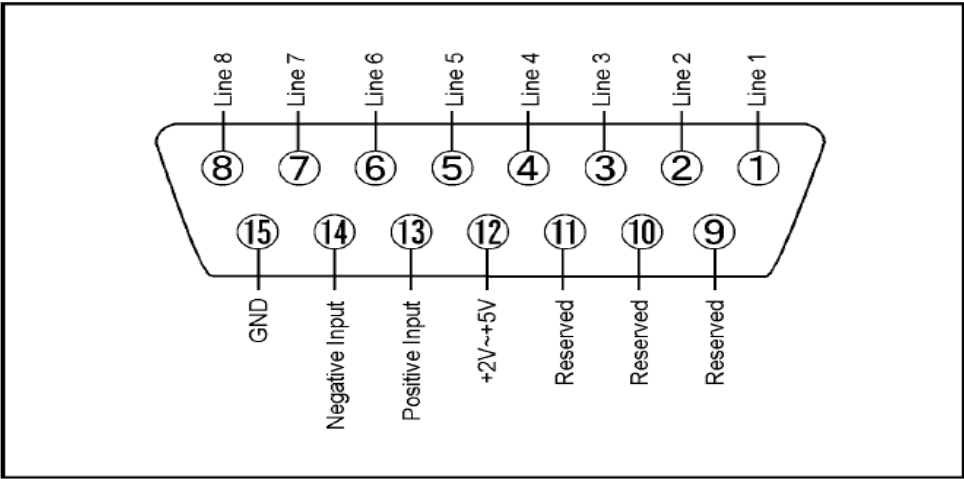 Line 8
Line 7
Line 6
Line 5
Line 4
Line 3
Line 2
Line 1
8
7
6
5
4
3
2
1
15
14
13
12
11
10
9
GND
Negative Input
Positive Input
+2V~+5V
Reserved
Reserved
Reserved